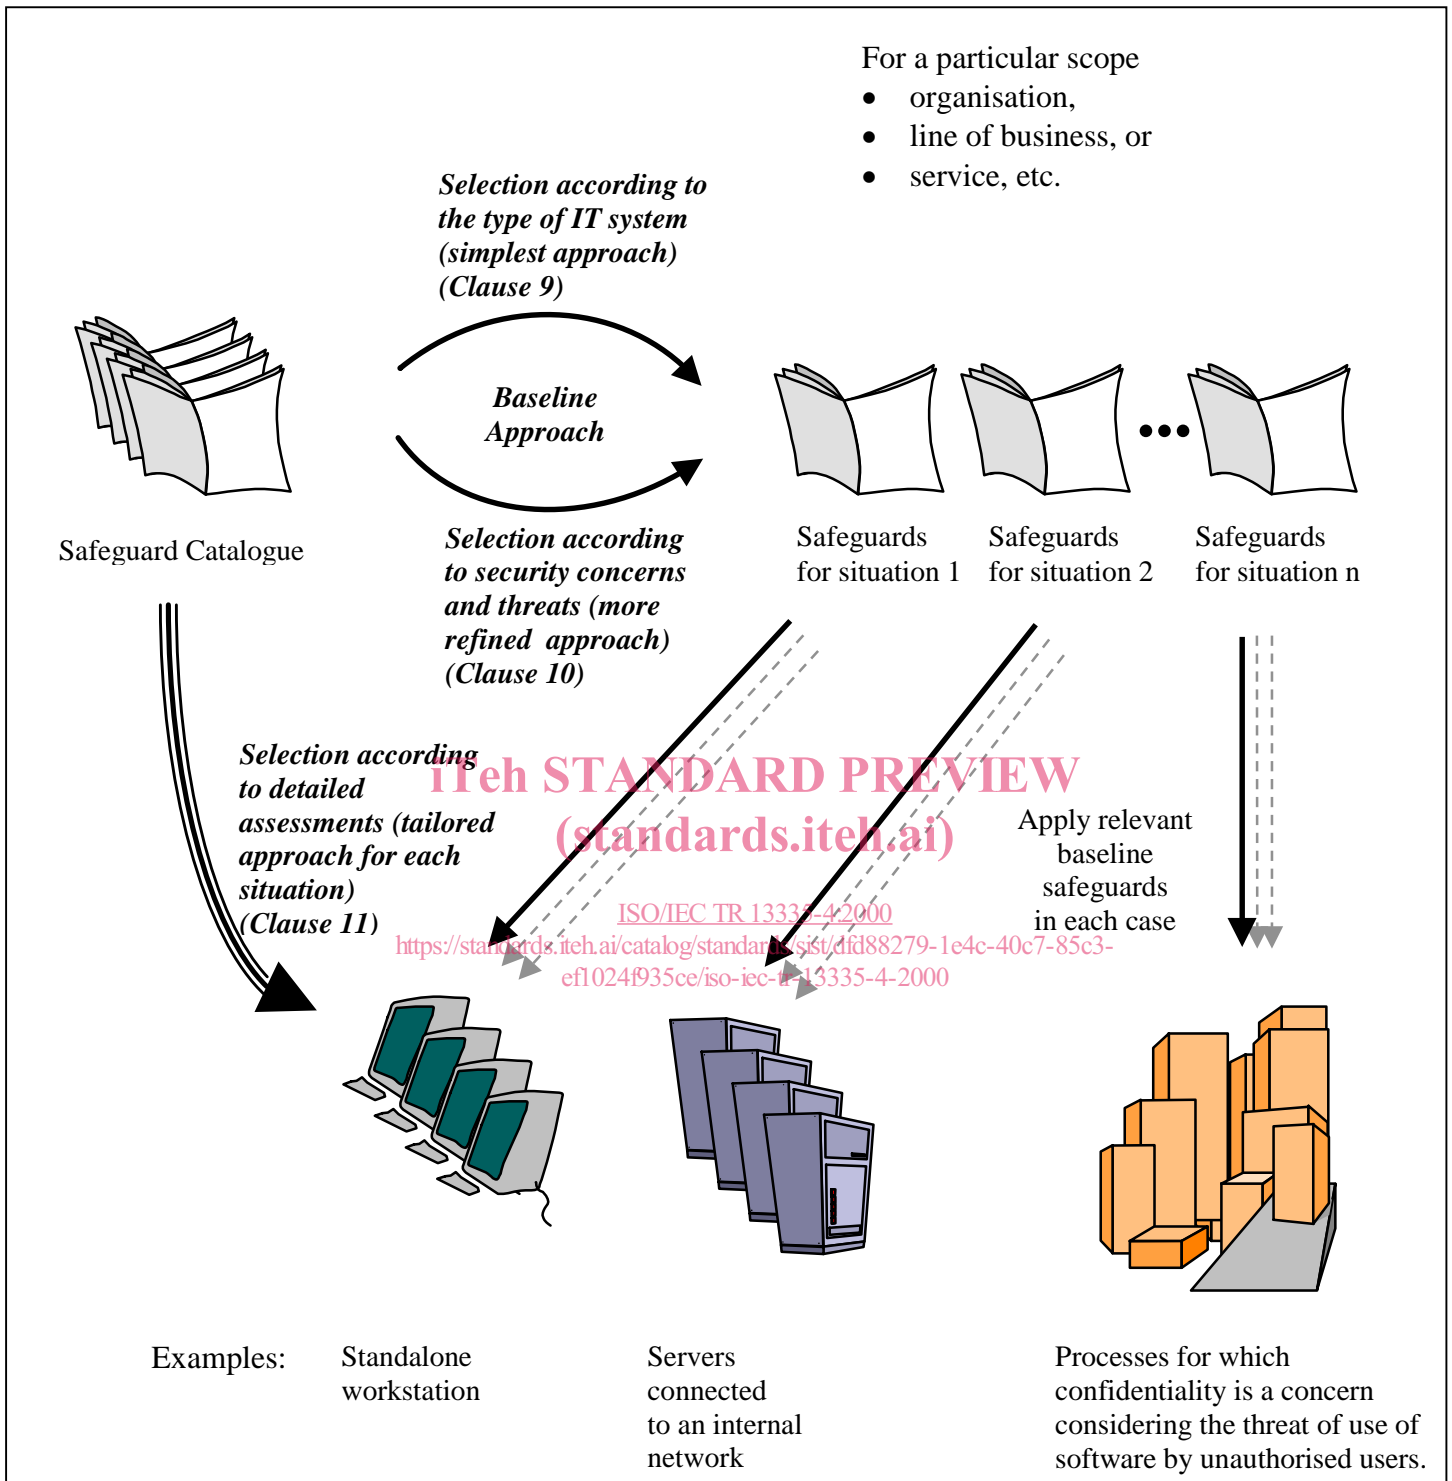 For a particular scope
• organisation,
• line of business, or
• service, etc.
Selection according to
the type of IT system
(simplest approach)
(Clause 9)
Baseline
Approach
Safeguard Catalogue
Selection according
to security concerns
and threats (more
refined approach)
(Clause 10)
Safeguards
for situation 1
Safeguards
for situation 2
•••
Safeguards
for situation n
Selection according
to detailed
assessments (tailored
approach for each
situation)
(Clause 11)
iTeh STANDARD PREVIEW
(standards.iteh.ai)
Apply relevant
baseline
safeguards
in each case
ISO/IEC TR 13335-4:2000
https://standards.iteh.ai/catalog/standards/sist/dfd88279-1e4c-40c7-85c3-
ef1024f935ce/iso-iec-tr-13335-4-2000
Examples:
Standalone
workstation
Servers
connected
to an internal
network
Processes for which
confidentiality is a concern
considering the threat of use of
software by unauthorised users.